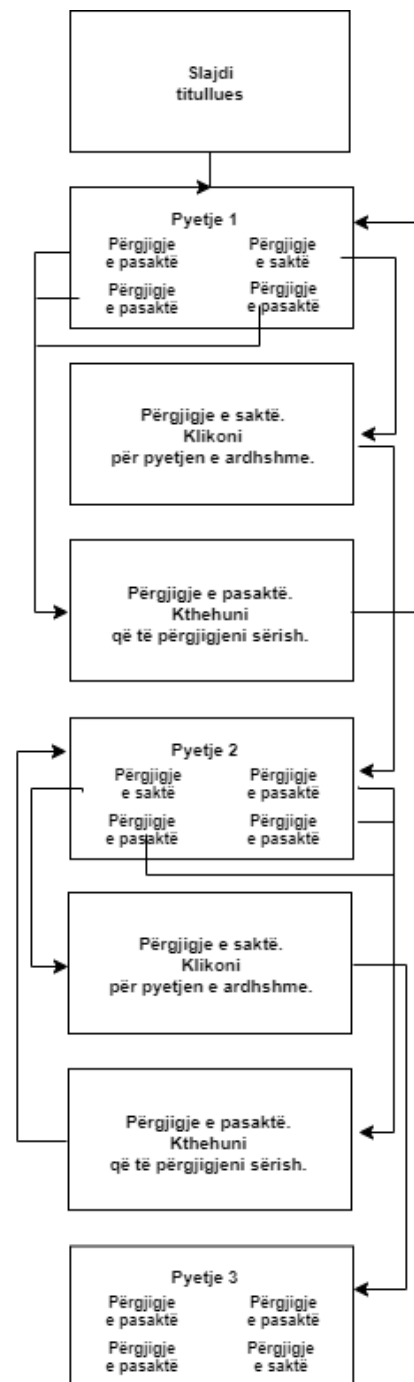 Slajdi
titullues
Pyetje 1
Përgjigje
e pasaktë
Përgjigje
e saktë
Përgjigje
e pasaktë
Përgjigje
e pasaktë
Përgjigje e saktë.
Klikoni
për pyetjen e ardhshme.
Përgjigje e pasaktë.
Kthehuni
që të përgjigjeni sërish.
Pyetje 2
Përgjigje
e saktë
Përgjigje
e pasaktë
Përgjigje
e pasaktë
Përgjigje
e pasaktë
Përgjigje e saktë.
Klikoni
për pyetjen e ardhshme.
Përgjigje e pasaktë.
Kthehuni
që të përgjigjeni sërish.
Pyetje 3
Përgjigje
e pasaktë
Përgjigje
e pasaktë
Përgjigje
e pasaktë
Përgjigje
e saktë